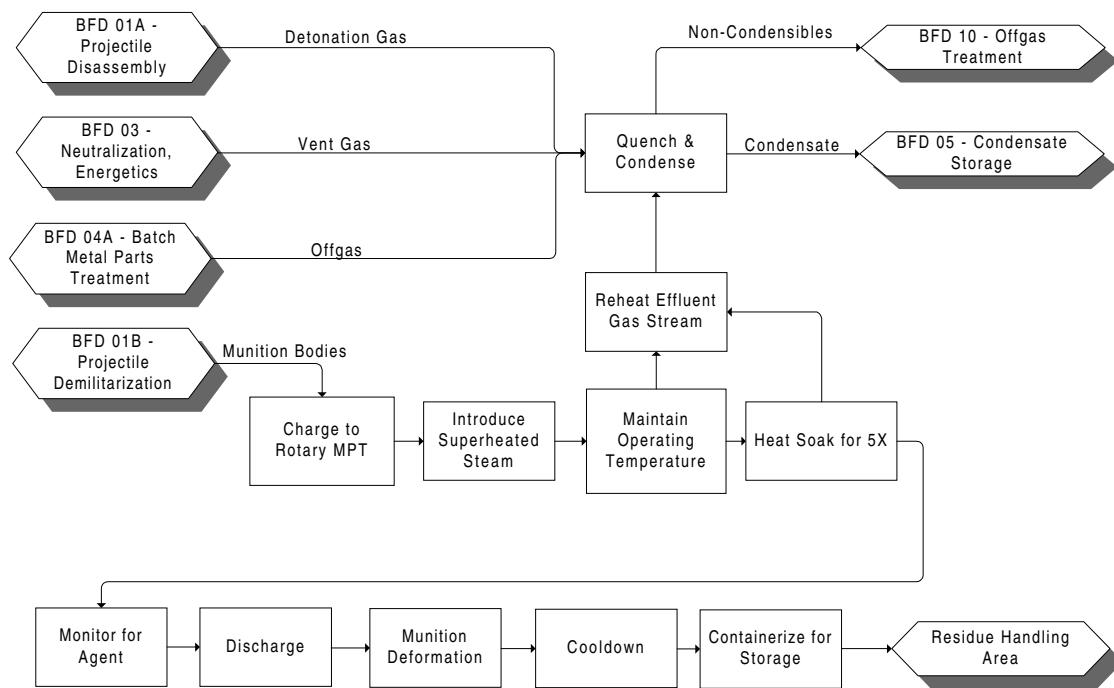 BFD 01A -
Projectile
Disassembly
Detonation Gas
Non-Condensibles
BFD 10 - Offgas
Treatment
BFD 03 -
Neutralization,
Energetics
Vent Gas
Quench &
Condense
Condensate
BFD 05 - Condensate
Storage
BFD 04A - Batch
Metal Parts
Treatment
Offgas
Reheat Effluent
Gas Stream
BFD 01B -
Projectile
Demilitarization
Munition Bodies
Charge to
Rotary MPT
Introduce
Superheated
Steam
Maintain
Operating
Temperature
Heat Soak for 5X
Monitor for
Agent
Discharge
Munition
Deformation
Cooldown
Containerize for
Storage
Residue Handling
Area